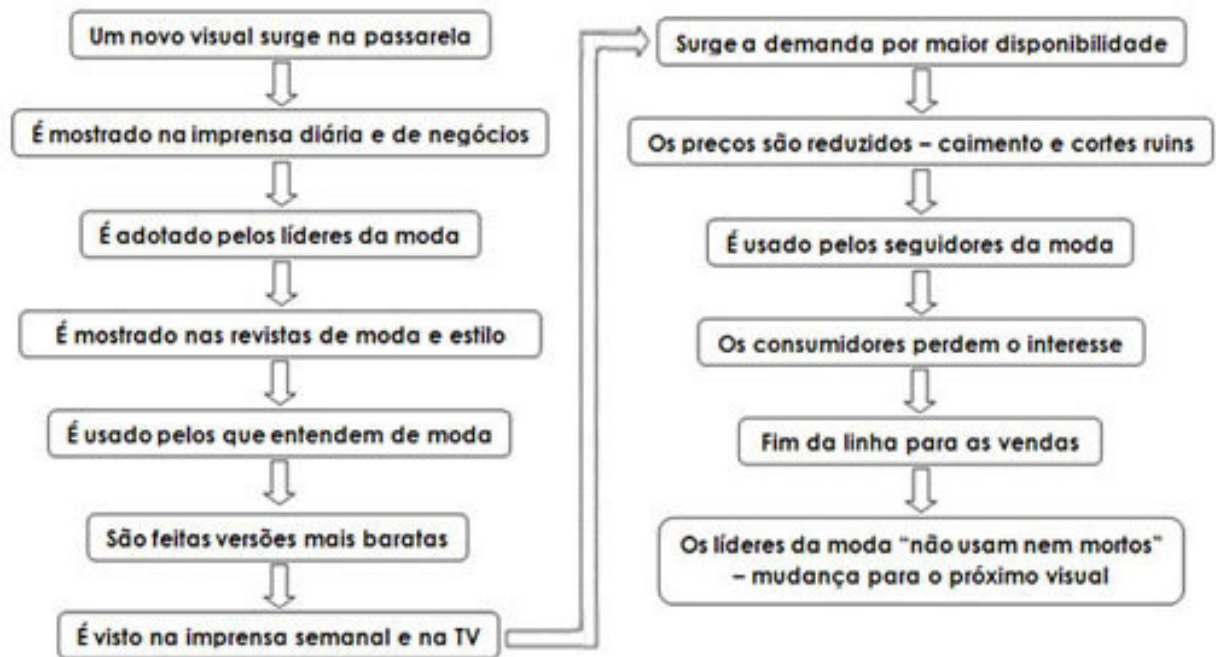 Um novo visual surge na passarela
É mostrado na imprensa diária e de negócios
É adotado pelos líderes da moda
É mostrado nas revistas de moda e estilo
É usado pelos que entendem de moda
São feitas versões mais baratas
É visto na imprensa semanal e na TV
Surge a demanda por maior disponibilidade
Os preços são reduzidos – caimento e cortes ruins
É usado pelos seguidores da moda
Os consumidores perdem o interesse
Fim da linha para as vendas
Os líderes da moda “não usam nem mortos”
– mudança para o próximo visual